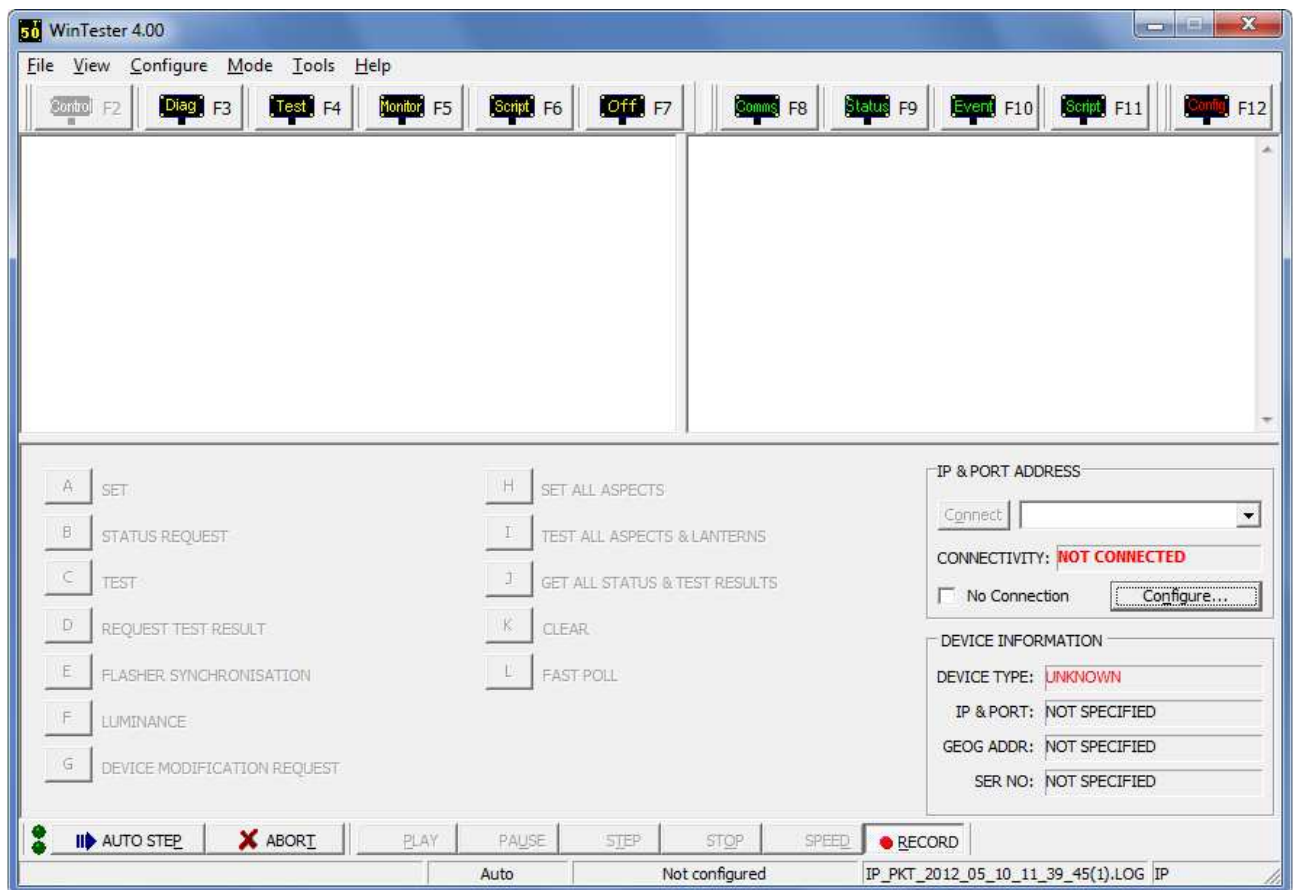 50 WinTester 4.00
File View Configure Mode Tools Help
Control F2 Diag F3 Test F4 Monitor F5 Script F6 Off F7 Comms F8 Status F9 Event F10 Script F11 Config F12
A SET
B STATUS REQUEST
C TEST
D REQUEST TEST RESULT
E FLASHER SYNCHRONISATION
F LUMINANCE
G DEVICE MODIFICATION REQUEST
H SET ALL ASPECTS
I TEST ALL ASPECTS & LANTERNS
J GET ALL STATUS & TEST RESULTS
K CLEAR
L FAST POLL
IP & PORT ADDRESS
Connect
CONNECTIVITY: NOT CONNECTED
No Connection Configure...
DEVICE INFORMATION
DEVICE TYPE: UNKNOWN
IP & PORT: NOT SPECIFIED
GEOG ADDR: NOT SPECIFIED
SER NO: NOT SPECIFIED
AUTO STEP ABORT PLAY PAUSE STEP STOP SPEED RECORD
Auto Not configured IP_PKT_2012_05_10_11_39_45(1).LOG IP